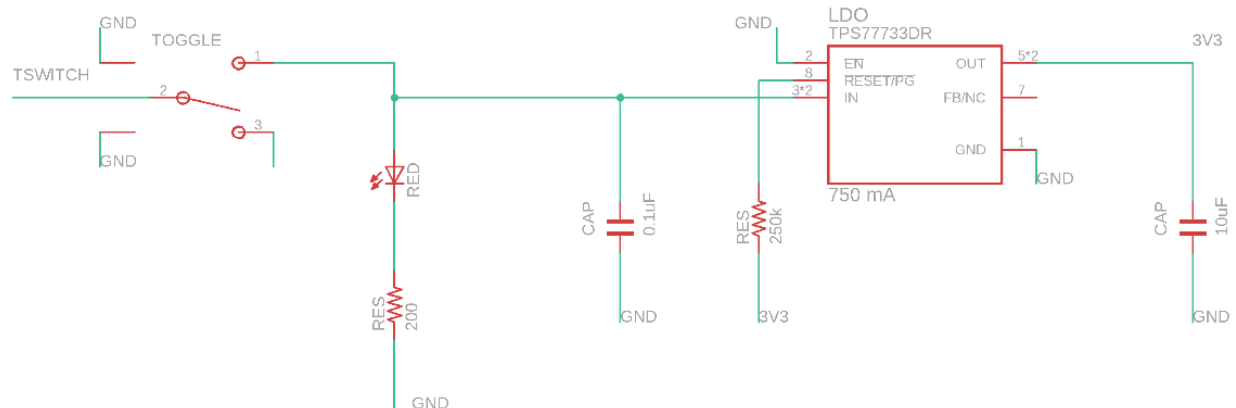 GND
TOGGLE
1
TSWITCH
2
3
GND
RED
RES
200
GND
CAP
0.1uF
GND
GND
LDO
TPS77733DR
2
EN
8
RESET/PG
3*2
IN
OUT
5*2
FB/NC
7
GND
1
GND
750 mA
RES
250k
3V3
3V3
CAP
10uF
GND